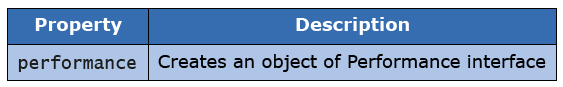 Property Description
performance Creates an object of Performance interface